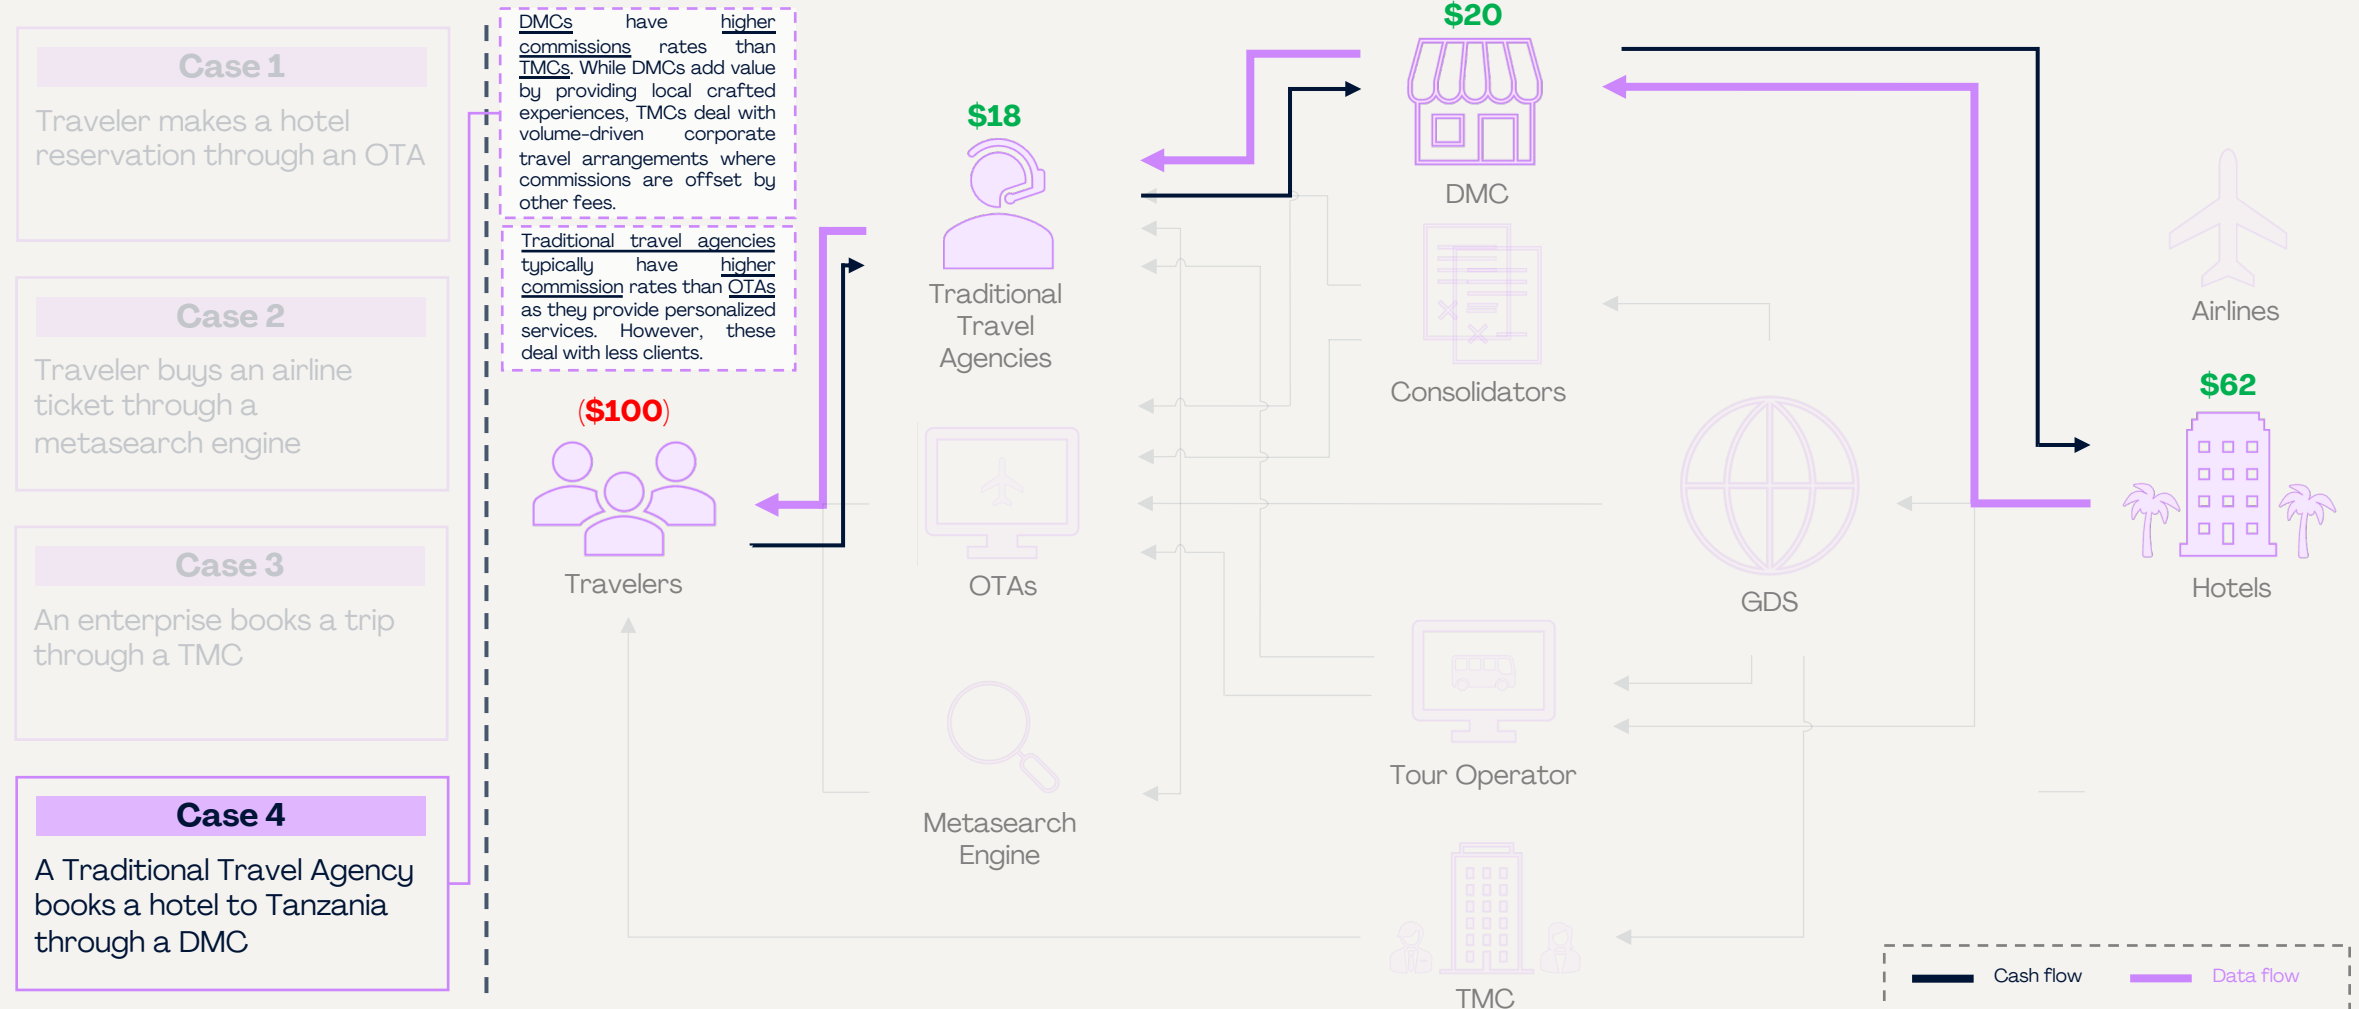 Case 1
Traveler makes a hotel
reservation through an OTA
Case 2
Traveler buys an airline
ticket through a
metasearch engine
Case 3
An enterprise books a trip
through a TMC
Case 4
A Traditional Travel Agency
books a hotel to Tanzania
through a DMC
DMCs have higher
commissions rates than
TMCs. While DMCs add value
by providing local crafted
experiences, TMCs deal with
volume-driven corporate
travel arrangements where
commissions are offset by
other fees.
Traditional travel agencies
typically have higher
commission rates than OTAs
as they provide personalized
services. However, these
deal with less clients.
($100)
Travelers
$18
Traditional
Travel
Agencies
OTAs
Metasearch
Engine
$20
DMC
Consolidators
GDS
Tour Operator
TMC
Airlines
$62
Hotels
Cash flow
Data flow